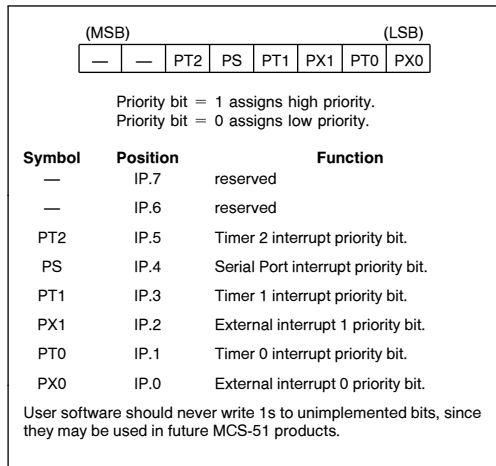 (MSB) (LSB)
— — PT2 PS PT1 PX1 PT0 PX0
Priority bit = 1 assigns high priority.
Priority bit = 0 assigns low priority.
Symbol Position Function
— IP.7 reserved
— IP.6 reserved
PT2 IP.5 Timer 2 interrupt priority bit.
PS IP.4 Serial Port interrupt priority bit.
PT1 IP.3 Timer 1 interrupt priority bit.
PX1 IP.2 External interrupt 1 priority bit.
PT0 IP.1 Timer 0 interrupt priority bit.
PX0 IP.0 External interrupt 0 priority bit.
User software should never write 1s to unimplemented bits, since
they may be used in future MCS-51 products.